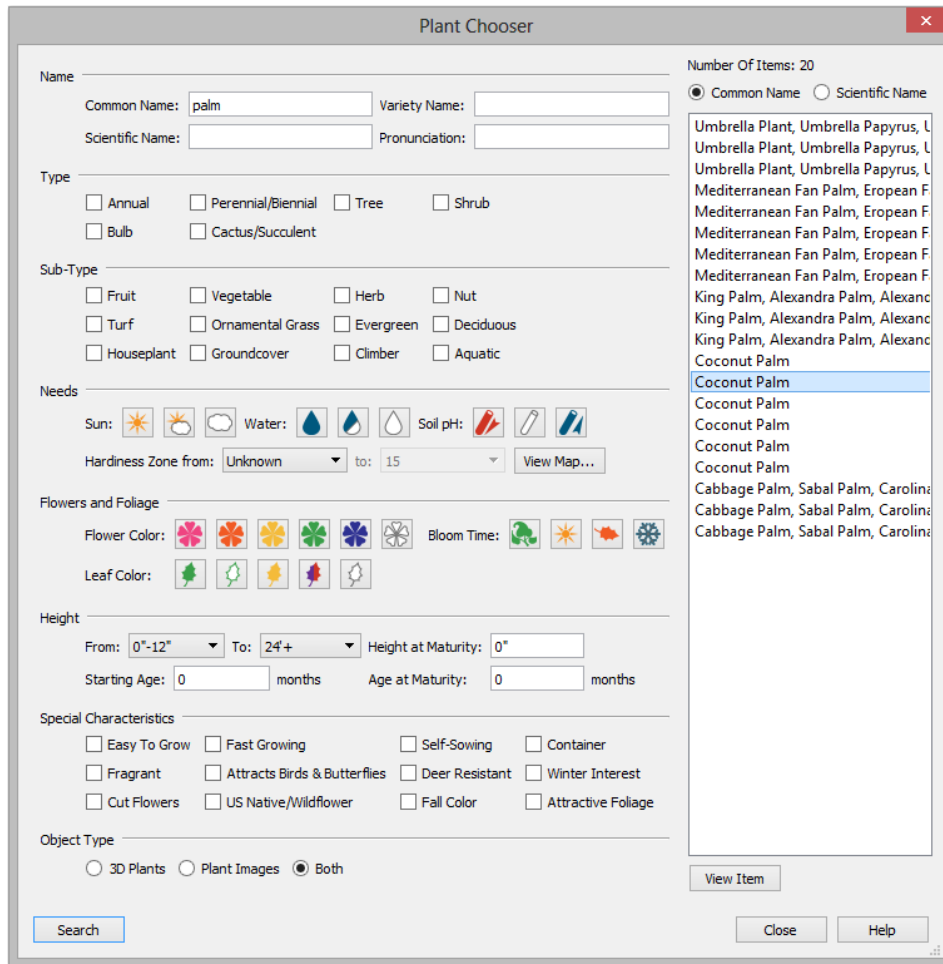 Plant Chooser
Name
Common Name: palm Variety Name:
Scientific Name: Pronunciation:
Type
Annual Perennial/Biennial Tree Shrub
Bulb Cactus/Succulent
Sub-Type
Fruit Vegetable Herb Nut
Turf Ornamental Grass Evergreen Deciduous
Houseplant Groundcover Climber Aquatic
Needs
Sun: Water: Soil pH:
Hardiness Zone from: Unknown to: 15 View Map...
Flowers and Foliage
Flower Color: Bloom Time:
Leaf Color:
Height
From: 0"-12" To: 24'+ Height at Maturity: 0"
Starting Age: 0 months Age at Maturity: 0 months
Special Characteristics
Easy To Grow Fast Growing Self-Sowing Container
Fragrant Attracts Birds & Butterflies Deer Resistant Winter Interest
Cut Flowers US Native/Wildflower Fall Color Attractive Foliage
Object Type
3D Plants Plant Images Both
Search
Number Of Items: 20
Common Name Scientific Name
Umbrella Plant, Umbrella Papyrus, U
Umbrella Plant, Umbrella Papyrus, U
Umbrella Plant, Umbrella Papyrus, U
Mediterranean Fan Palm, Eropean F
Mediterranean Fan Palm, Eropean F
Mediterranean Fan Palm, Eropean F
Mediterranean Fan Palm, Eropean F
Mediterranean Fan Palm, Eropean F
King Palm, Alexandra Palm, Alexand
King Palm, Alexandra Palm, Alexand
King Palm, Alexandra Palm, Alexand
Coconut Palm
Coconut Palm
Coconut Palm
Coconut Palm
Coconut Palm
Coconut Palm
Cabbage Palm, Sabal Palm, Carolina
Cabbage Palm, Sabal Palm, Carolina
Cabbage Palm, Sabal Palm, Carolina
View Item
Close Help